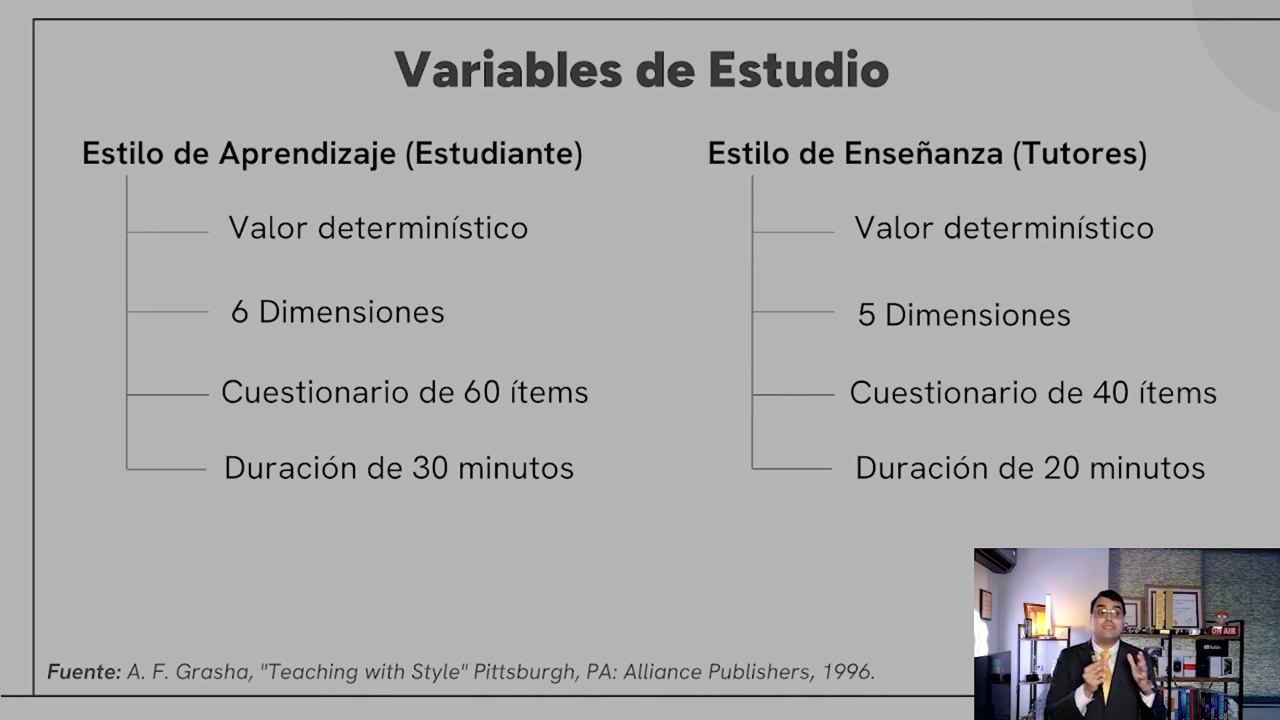 Variables de Estudio
Estilo de Aprendizaje (Estudiante)
Valor determinístico
6 Dimensiones
Cuestionario de 60 ítems
Duración de 30 minutos
Estilo de Enseñanza (Tutores)
Valor determinístico
5 Dimensiones
Cuestionario de 40 ítems
Duración de 20 minutos
Fuente: A. F. Grasha, "Teaching with Style" Pittsburgh, PA: Alliance Publishers, 1996.
ON AIR